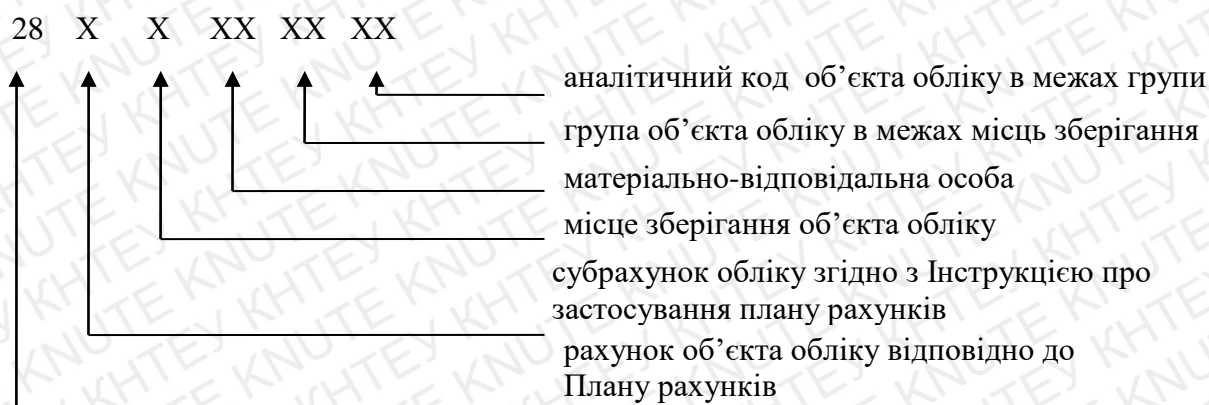 28 X X XX XX XX
аналітичний код об’єкта обліку в межах групи
група об’єкта обліку в межах місць зберігання
матеріально-відповідальна особа
місце зберігання об’єкта обліку
субрахунок обліку згідно з Інструкцією про
застосування плану рахунків
рахунок об’єкта обліку відповідно до
Плану рахунків